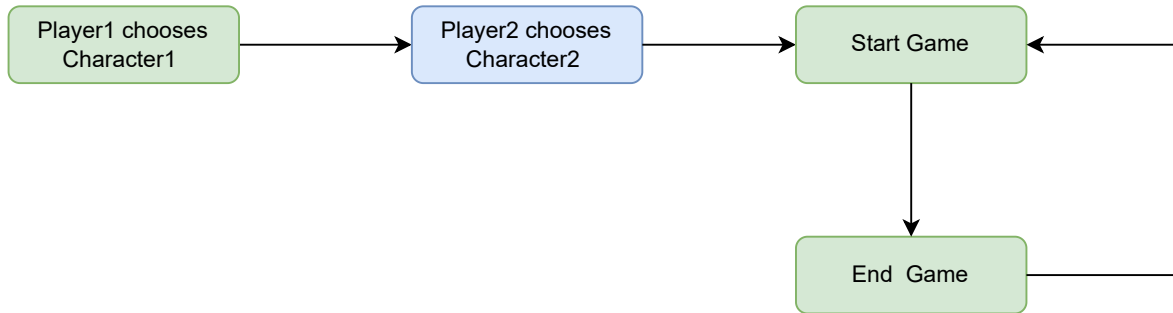 Player1 chooses
Character1
Player2 chooses
Character2
Start Game
End  Game